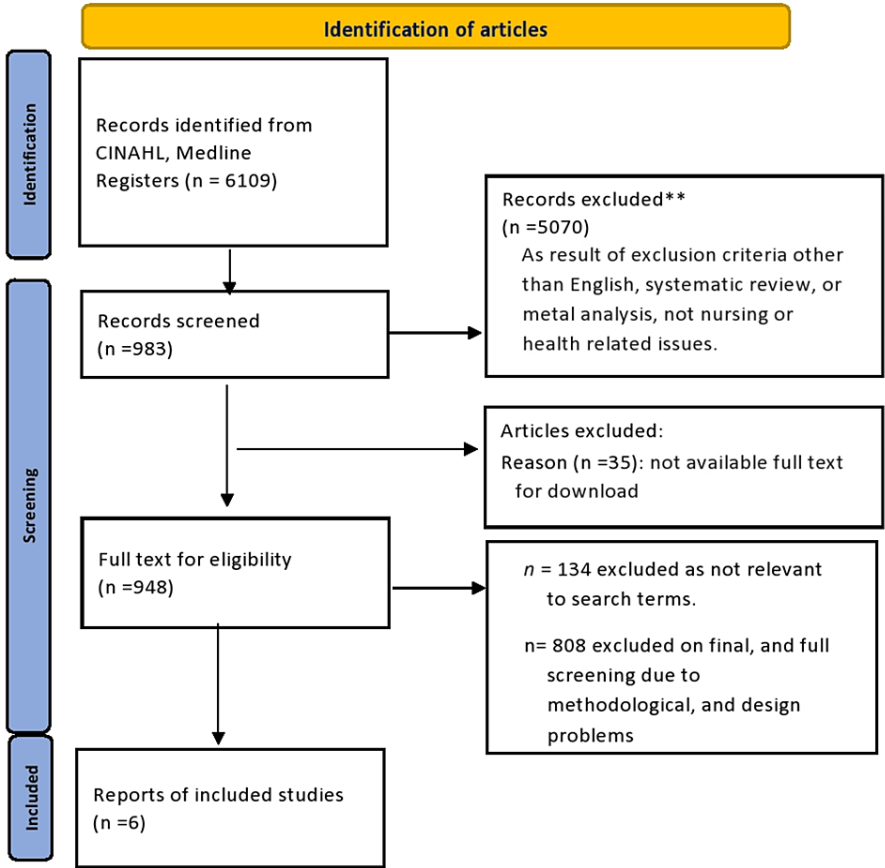 Identification of articles
Identification
Records identified from
CINAHL, Medline
Registers (n = 6109)
Records excluded**
(n =5070)
As result of exclusion criteria other
than English, systematic review, or
metal analysis, not nursing or
health related issues.
Screening
Records screened
(n =983)
Articles excluded:
Reason (n =35): not available full text
for download
Full text for eligibility
(n =948)
n = 134 excluded as not relevant
to search terms.
n= 808 excluded on final, and full
screening due to
methodological, and design
problems
Included
Reports of included studies
(n =6)